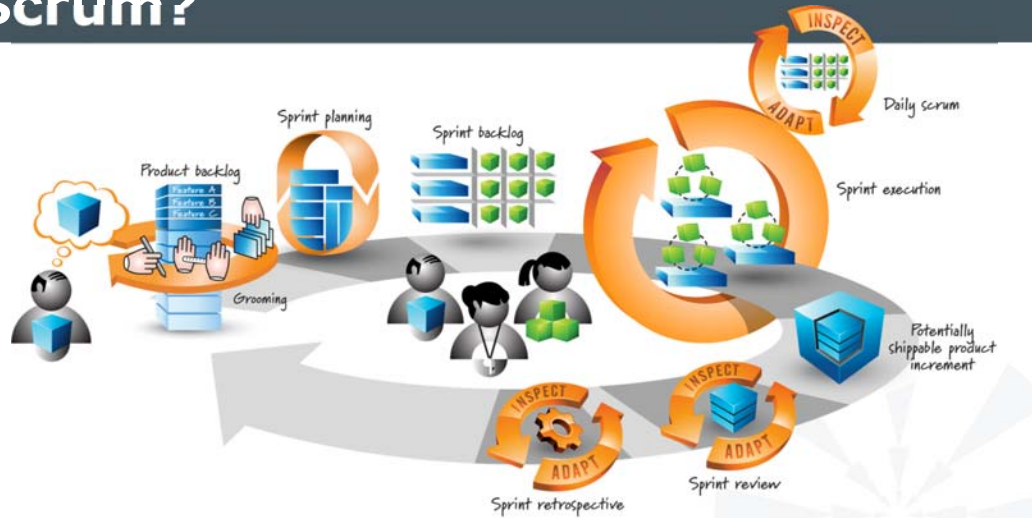 Scrum?
INSPECT
ADAPT
Daily scrum
Sprint planning
Sprint backlog
Product backlog
Feature A
Feature B
Feature C
Sprint execution
Grooming
Potentially
shippable product
increment
INSPECT
ADAPT
Sprint review
INSPECT
ADAPT
Sprint retrospective